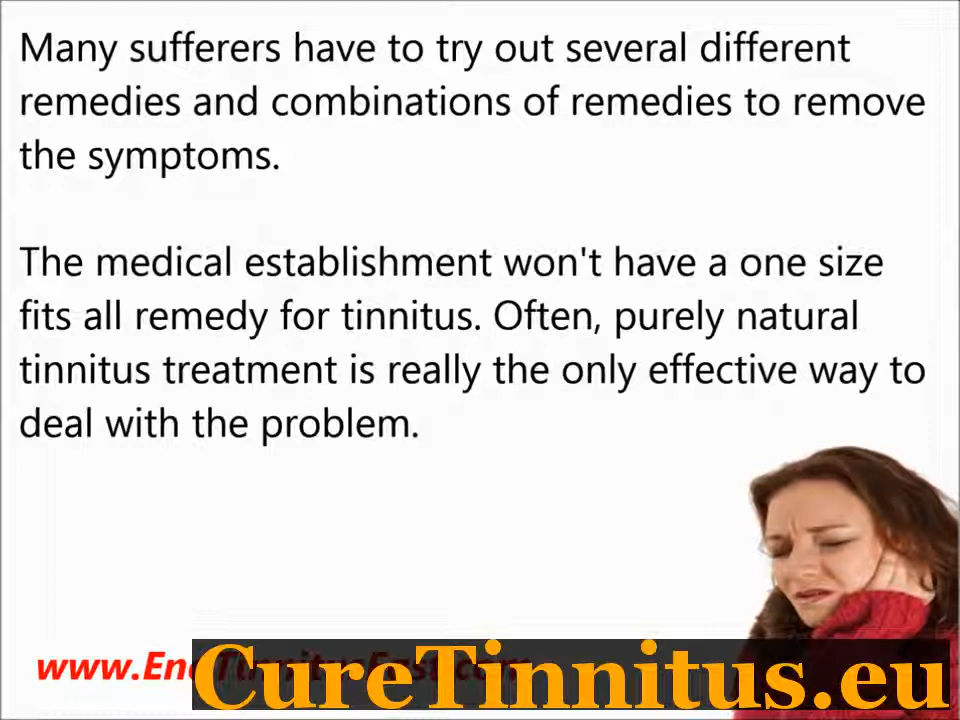 Many sufferers have to try out several different
remedies and combinations of remedies to remove
the symptoms.
The medical establishment won't have a one size
fits all remedy for tinnitus. Often, purely natural
tinnitus treatment is really the only effective way to
deal with the problem.
www.EndTinnitusFast.com
CureTinnitus.eu